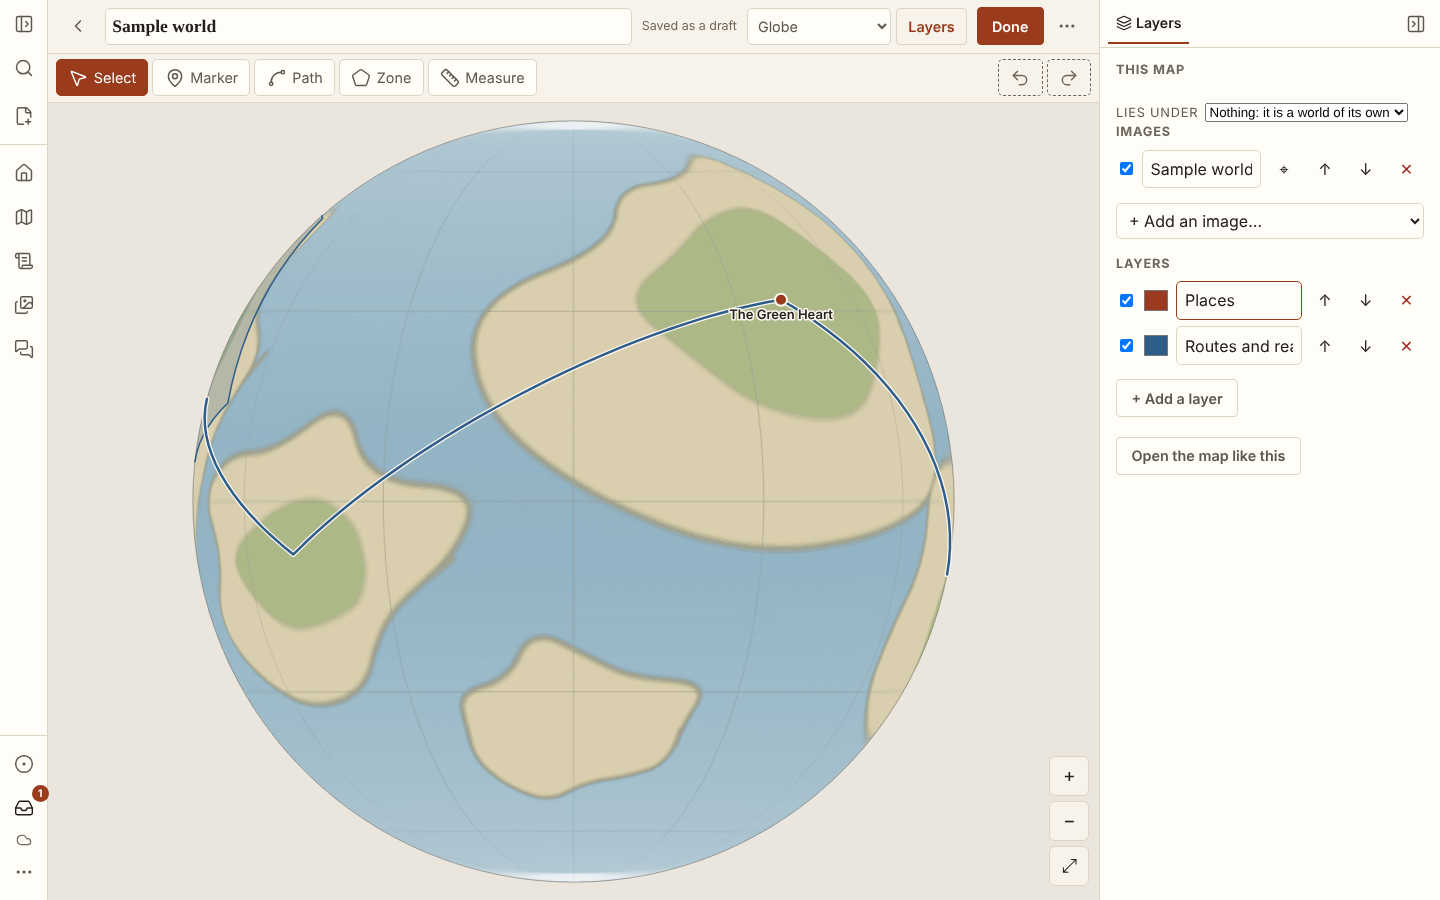 Sample world
Saved as a draft
Globe
Layers
Done
Layers
Select
Marker
Path
Zone
Measure
THIS MAP
LIES UNDER
Nothing: it is a world of its own
IMAGES
Sample world
+ Add an image...
LAYERS
Places
Routes and rea
+ Add a layer
Open the map like this
The Green Heart
1